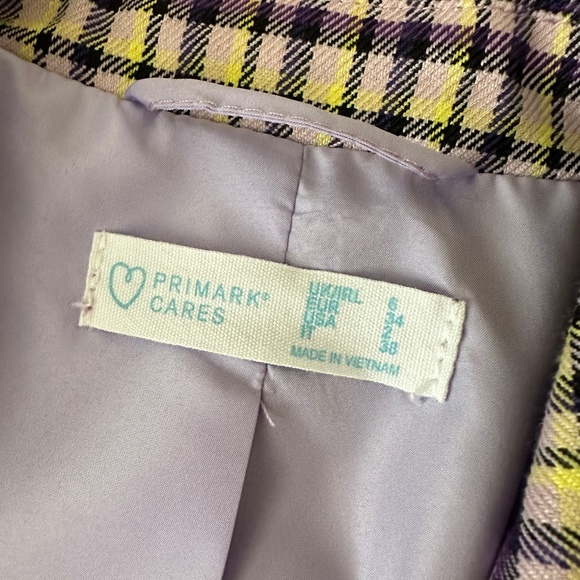 PRIMARK®
CARES
UK/IRL 6
EUR 34
USA 2
IT 38
MADE IN VIETNAM